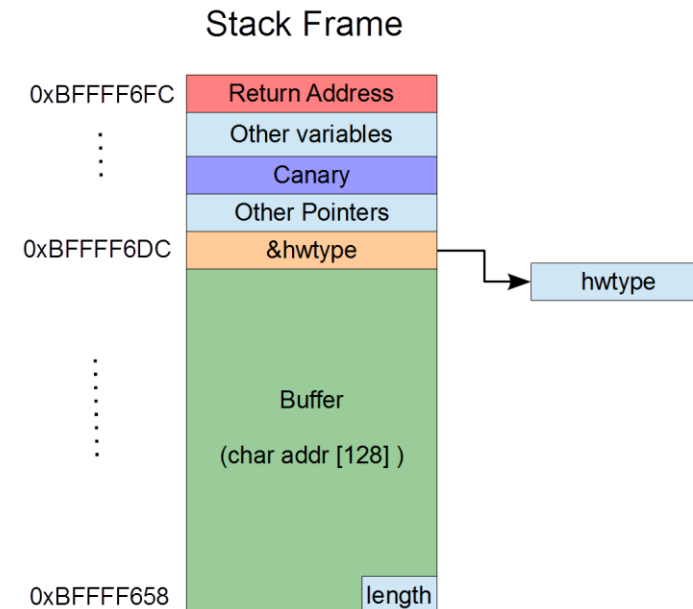 Stack Frame
0xBFFFF6FC
Return Address
Other variables
Canary
Other Pointers
0xBFFFF6DC
&hwtype
hwtype
Buffer
(char addr [128] )
0xBFFFF658
length